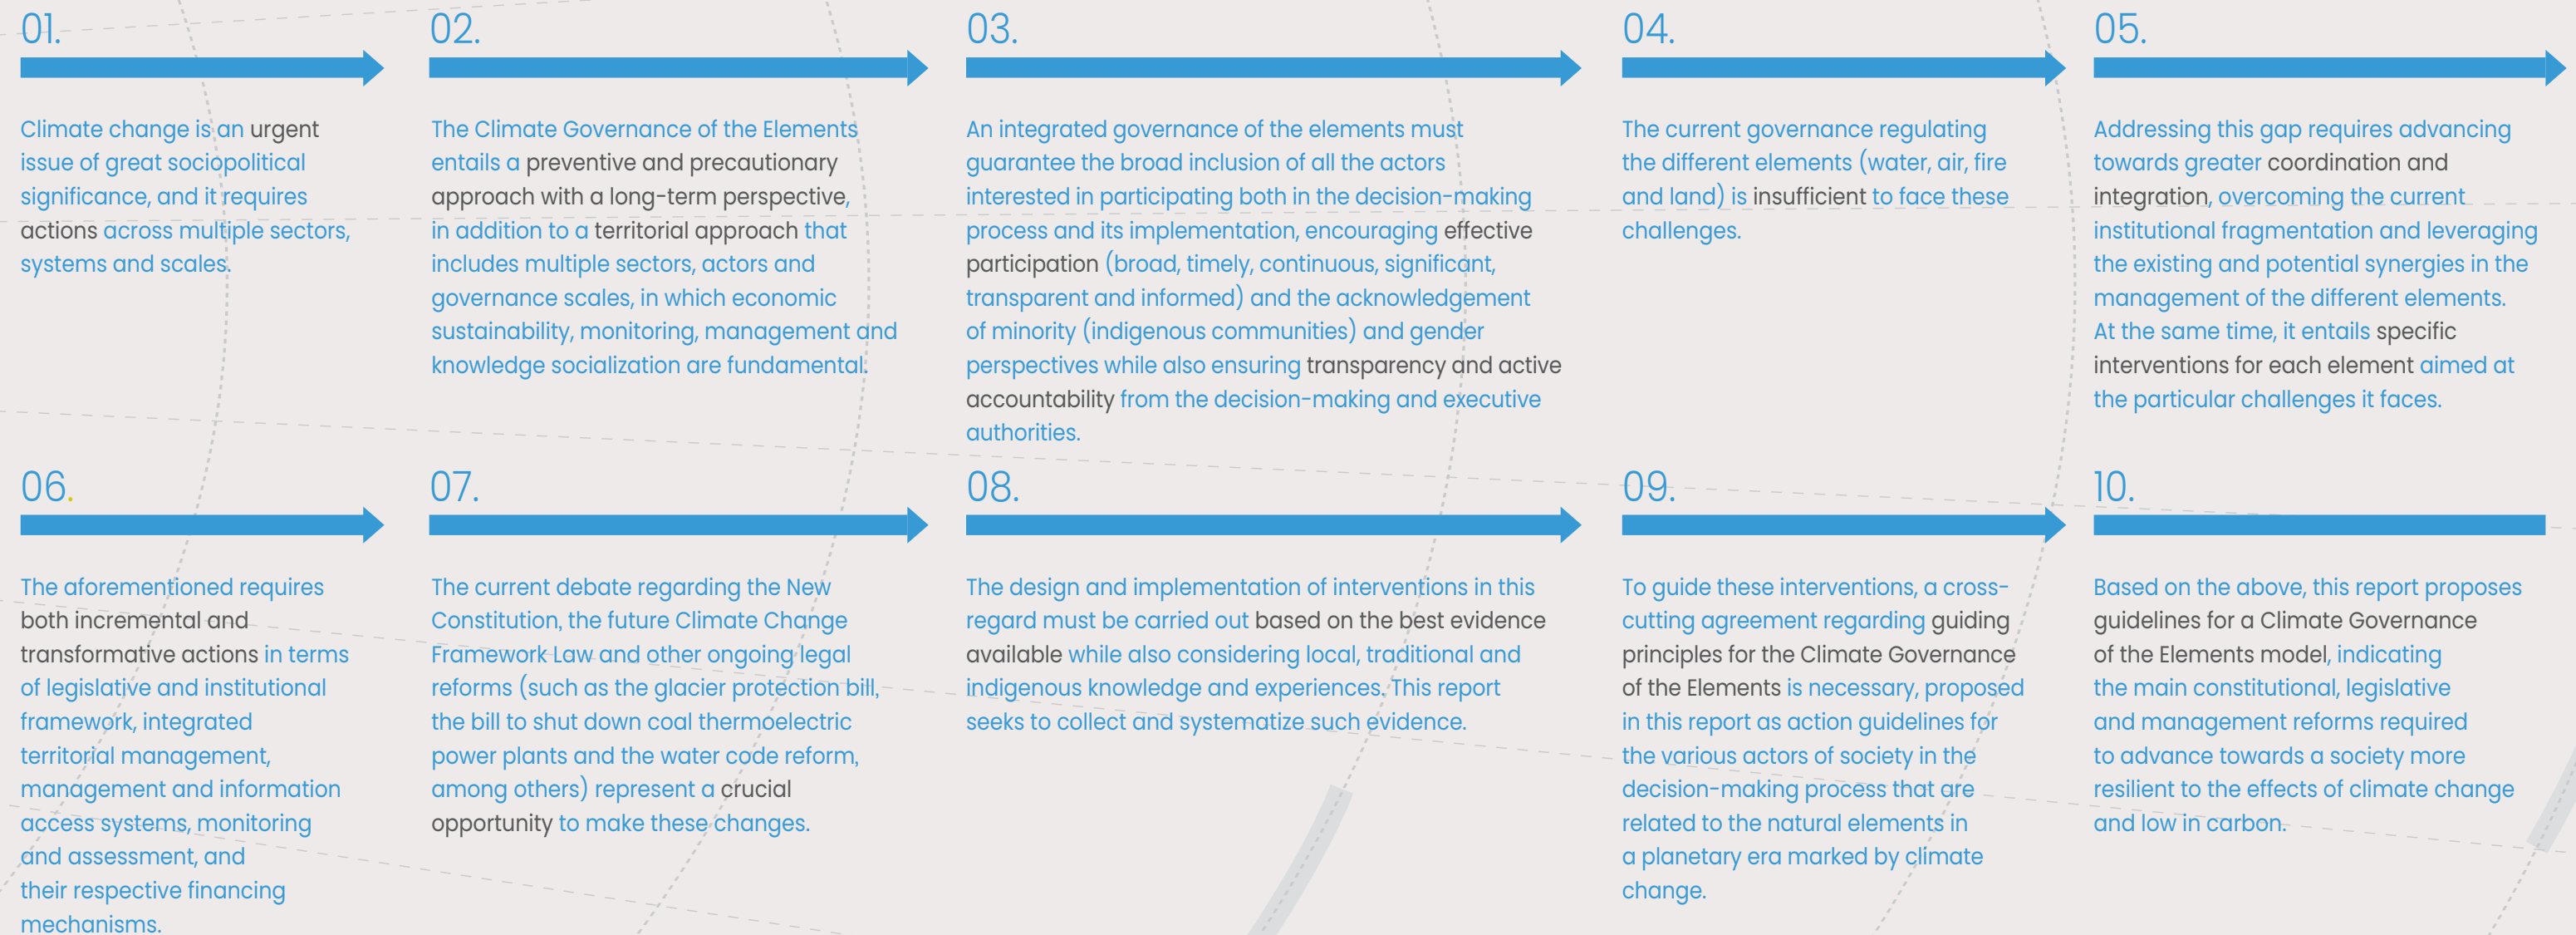 01.
Climate change is an urgent
issue of great sociopolitical
significance, and it requires
actions across multiple sectors,
systems and scales.
02.
The Climate Governance of the Elements
entails a preventive and precautionary
approach with a long-term perspective,
in addition to a territorial approach that
includes multiple sectors, actors and
governance scales, in which economic
sustainability, monitoring, management and
knowledge socialization are fundamental.
03.
An integrated governance of the elements must
guarantee the broad inclusion of all the actors
interested in participating both in the decision-making
process and its implementation, encouraging effective
participation (broad, timely, continuous, significant,
transparent and informed) and the acknowledgement
of minority (indigenous communities) and gender
perspectives while also ensuring transparency and active
accountability from the decision-making and executive
authorities.
04.
The current governance regulating
the different elements (water, air, fire
and land) is insufficient to face these
challenges.
05.
Addressing this gap requires advancing
towards greater coordination and
integration, overcoming the current
institutional fragmentation and leveraging
the existing and potential synergies in the
management of the different elements.
At the same time, it entails specific
interventions for each element aimed at
the particular challenges it faces.
06.
The aforementioned requires
both incremental and
transformative actions in terms
of legislative and institutional
framework, integrated
territorial management,
management and information
access systems, monitoring
and assessment, and
their respective financing
mechanisms.
07.
The current debate regarding the New
Constitution, the future Climate Change
Framework Law and other ongoing legal
reforms (such as the glacier protection bill,
the bill to shut down coal thermoelectric
power plants and the water code reform,
among others) represent a crucial
opportunity to make these changes.
08.
The design and implementation of interventions in this
regard must be carried out based on the best evidence
available while also considering local, traditional and
indigenous knowledge and experiences. This report
seeks to collect and systematize such evidence.
09.
To guide these interventions, a cross-
cutting agreement regarding guiding
principles for the Climate Governance
of the Elements is necessary, proposed
in this report as action guidelines for
the various actors of society in the
decision-making process that are
related to the natural elements in
a planetary era marked by climate
change.
10.
Based on the above, this report proposes
guidelines for a Climate Governance
of the Elements model, indicating
the main constitutional, legislative
and management reforms required
to advance towards a society more
resilient to the effects of climate change
and low in carbon.